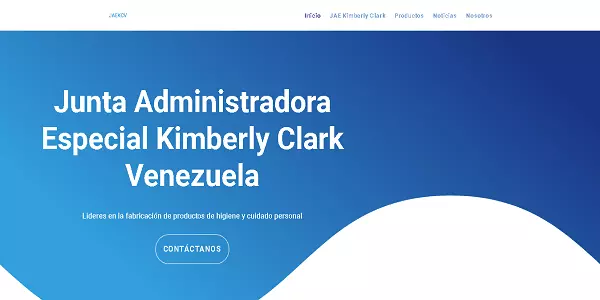 JAEKCV
Inicio JAE Kimberly Clark Productos Noticias Nosotros
Junta Administradora
Especial Kimberly Clark
Venezuela
Líderes en la fabricación de productos de higiene y cuidado personal
CONTÁCTANOS